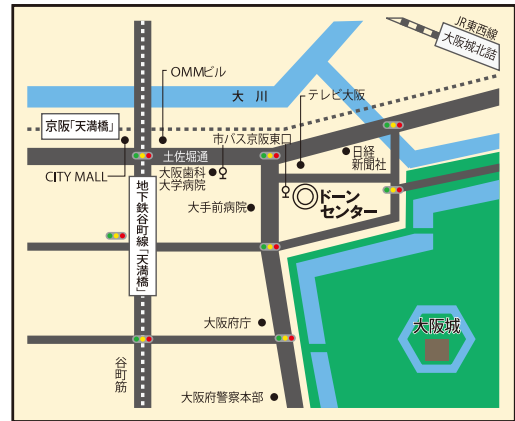 JR東西線
大阪城北詰
OMMビル
大川
テレビ大阪
京阪「天満橋」
市バス京阪東口
土佐堀通
日経
新聞社
CITY MALL
大阪歯科
大学病院
地下鉄谷町線「天満橋」
ドーン
センター
大手前病院
大阪府庁
大阪城
谷町筋
大阪府警察本部